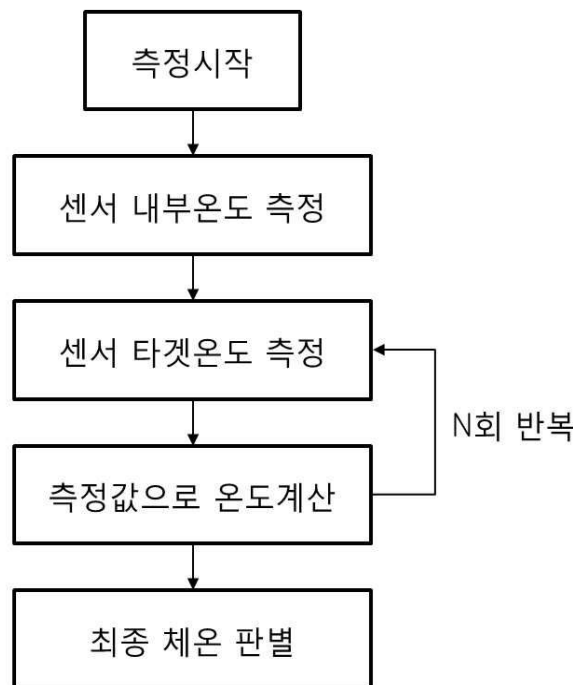 측정시작
센서 내부온도 측정
센서 타겟온도 측정
N회 반복
측정값으로 온도계산
최종 체온 판별